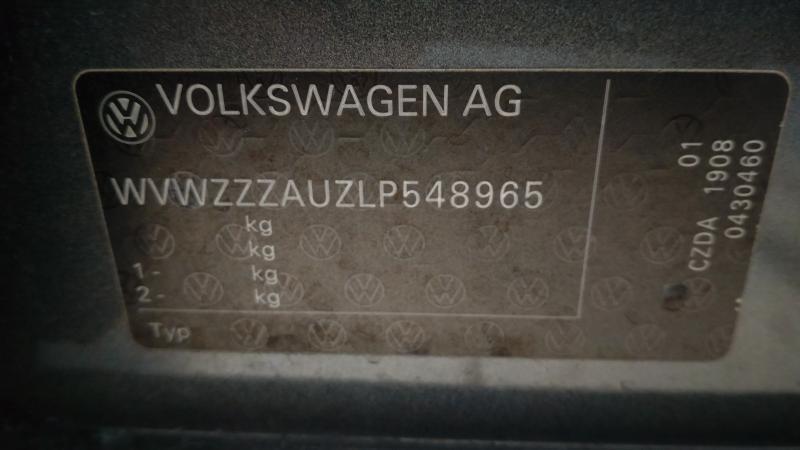 VOLKSWAGEN AG
WVWZZZAUZLP548965
kg
kg
1- kg
2- kg
Typ
01
CZDA 1908
0430460